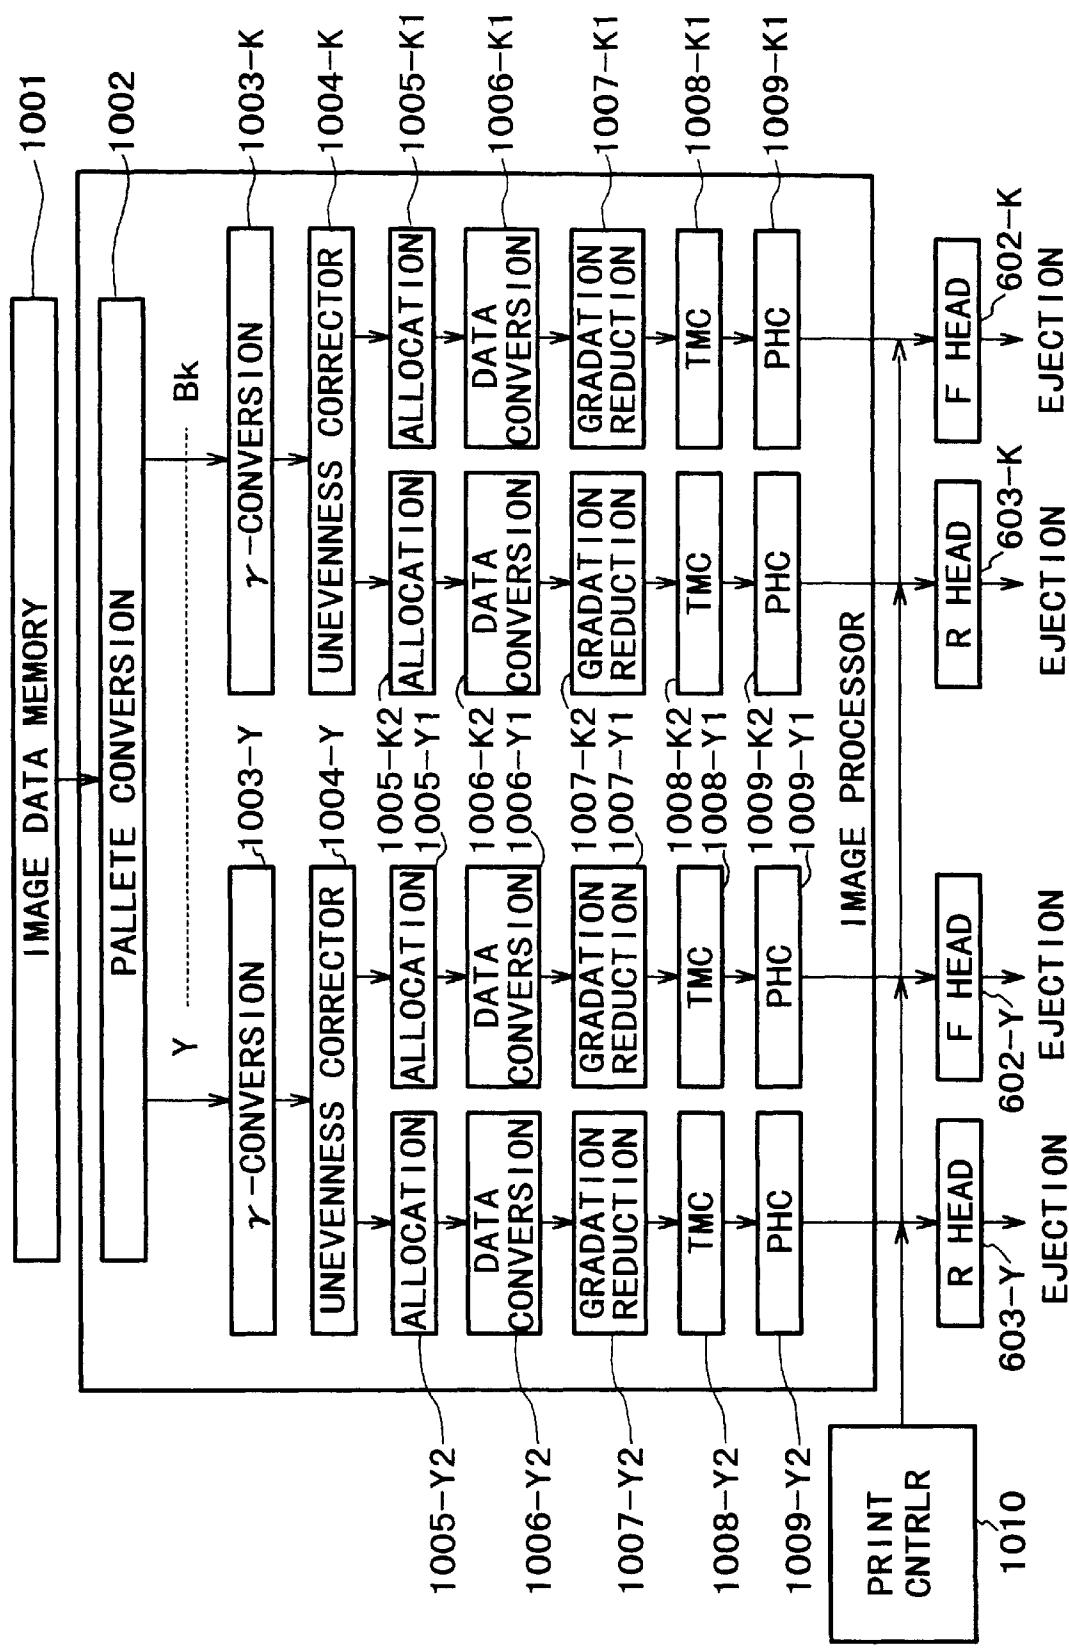 IMAGE DATA MEMORY
1001
PALLETE CONVERSION
1002
Y
Bk
γ-CONVERSION
1003-Y
γ-CONVERSION
1003-K
UNEVENNESS CORRECTOR
1004-Y
UNEVENNESS CORRECTOR
1004-K
1005-Y2
ALLOCATION
ALLOCATION
1005-K2
1005-Y1
ALLOCATION
ALLOCATION
1005-K1
1006-Y2
DATA
CONVERSION
DATA
CONVERSION
1006-K2
1006-Y1
DATA
CONVERSION
DATA
CONVERSION
1006-K1
1007-Y2
GRADATION
REDUCTION
GRADATION
REDUCTION
1007-K2
1007-Y1
GRADATION
REDUCTION
GRADATION
REDUCTION
1007-K1
1008-Y2
TMC
TMC
1008-K2
1008-Y1
TMC
TMC
1008-K1
1009-Y2
PHC
PHC
1009-K2
1009-Y1
PHC
PHC
1009-K1
IMAGE PROCESSOR
PRINT
CNTRLR
1010
R HEAD
603-Y
F HEAD
602-Y
R HEAD
603-K
F HEAD
602-K
EJECTION
EJECTION
EJECTION
EJECTION